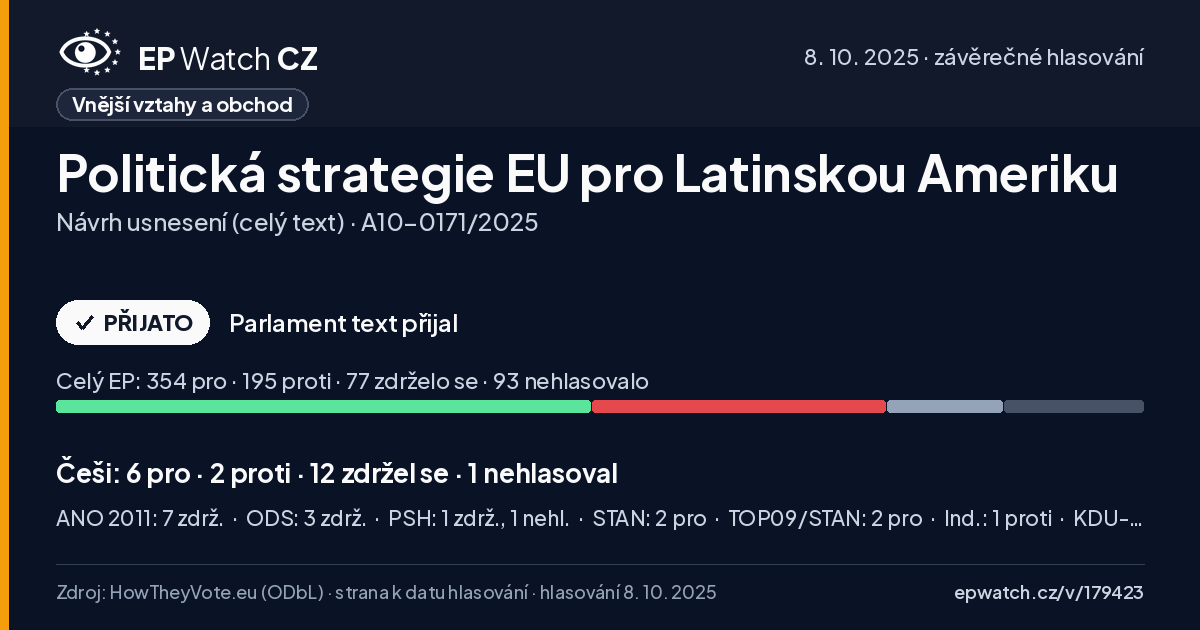 EP Watch CZ
8. 10. 2025 · závěrečné hlasování
Vnější vztahy a obchod
Politická strategie EU pro Latinskou Ameriku
Návrh usnesení (celý text) · A10-0171/2025
✓ PŘIJATO
Parlament text přijal
Celý EP: 354 pro · 195 proti · 77 zdrželo se · 93 nehlasovalo
Češi: 6 pro · 2 proti · 12 zdržel se · 1 nehlasoval
ANO 2011: 7 zdrž. · ODS: 3 zdrž. · PSH: 1 zdrž., 1 nehl. · STAN: 2 pro · TOP09/STAN: 2 pro · Ind.: 1 proti · KDU-…
Zdroj: HowTheyVote.eu (ODbL) · strana k datu hlasování · hlasování 8. 10. 2025
epwatch.cz/v/179423